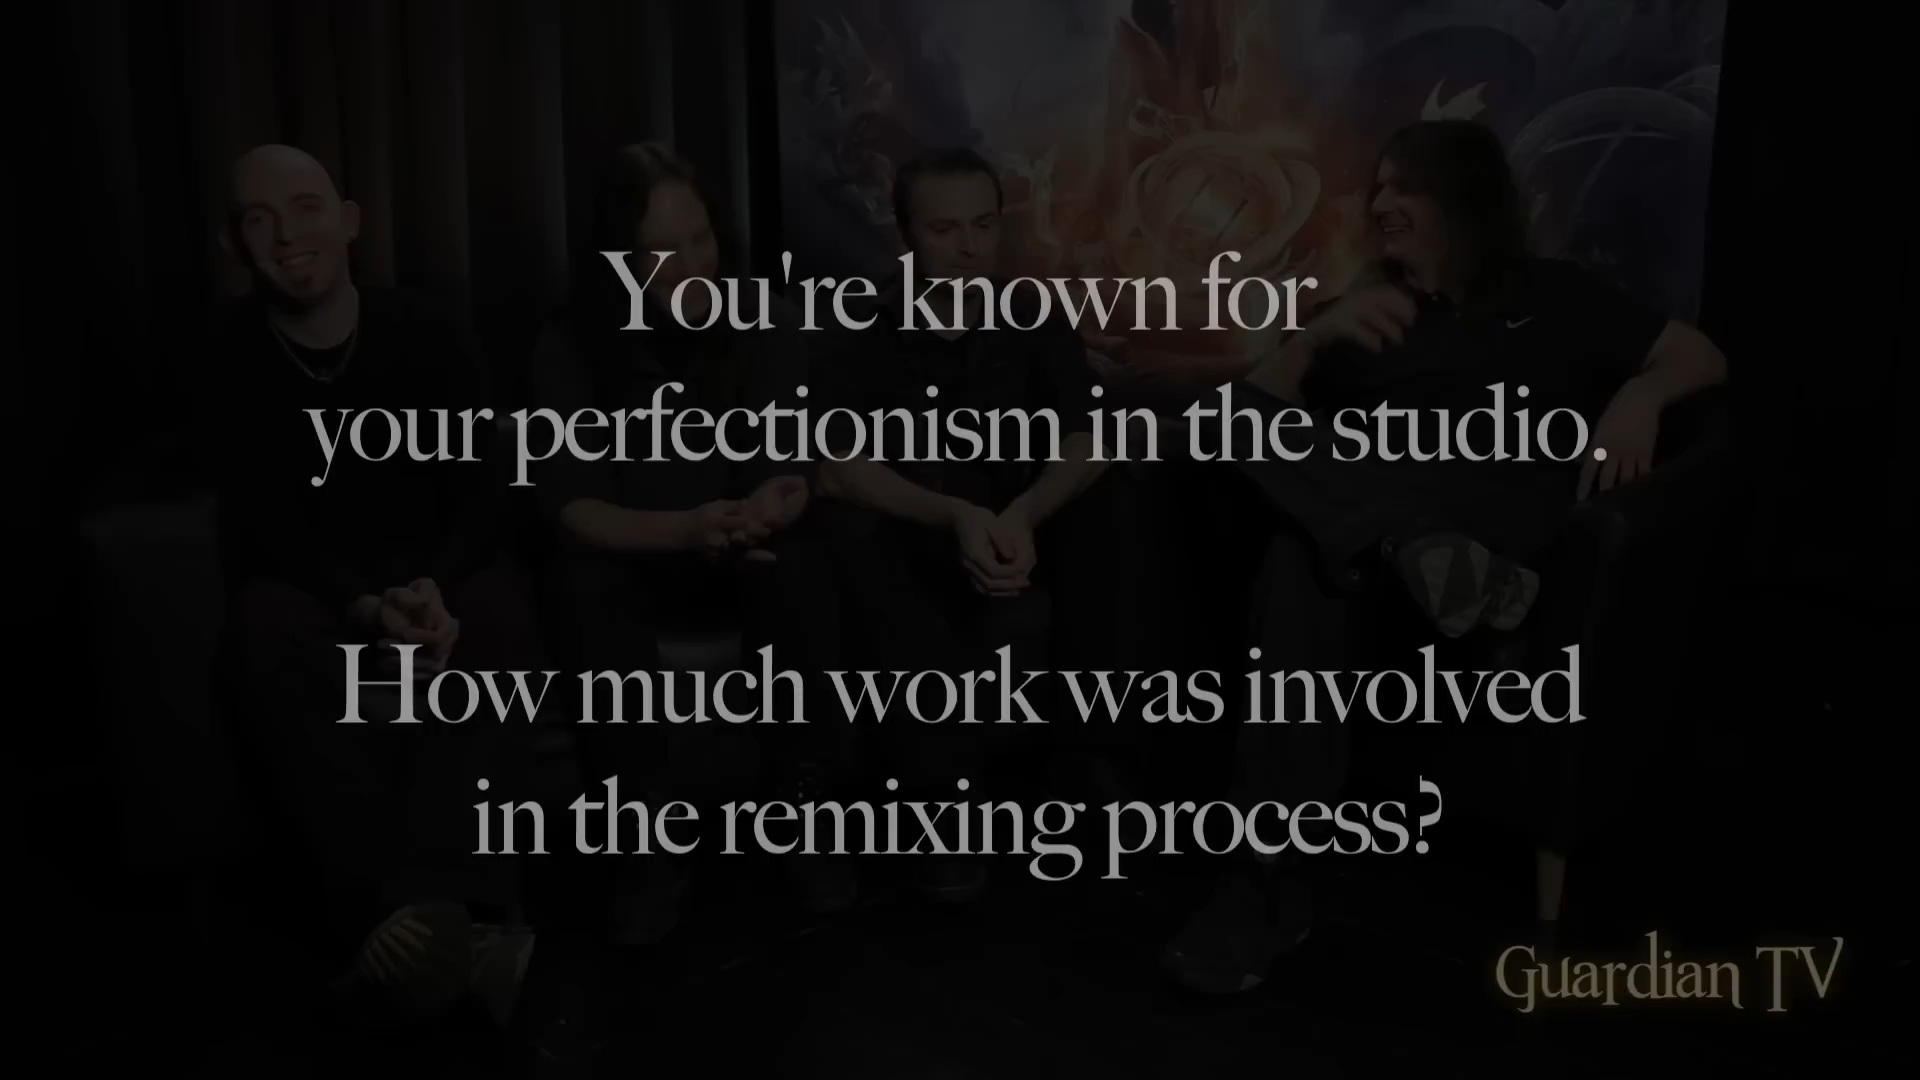 You're known for
your perfectionism in the studio.
How much work was involved
in the remixing process?
Guardian TV